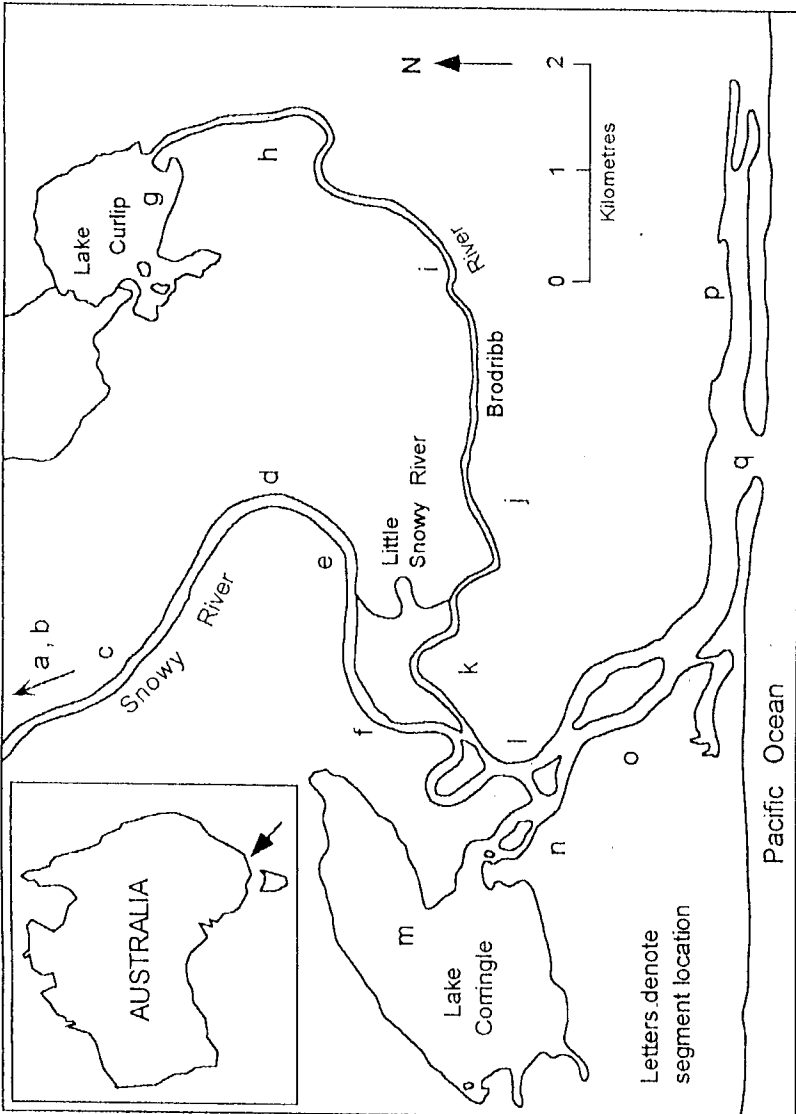 AUSTRALIA
a, b
c
Snowy River
d
e
f
Little
Snowy River
Lake
Curlip
g
h
i
Brodribb
River
j
k
l
m
Lake
Corringle
n
o
p
q
N
0 1 2
Kilometres
Letters denote
segment location
Pacific Ocean